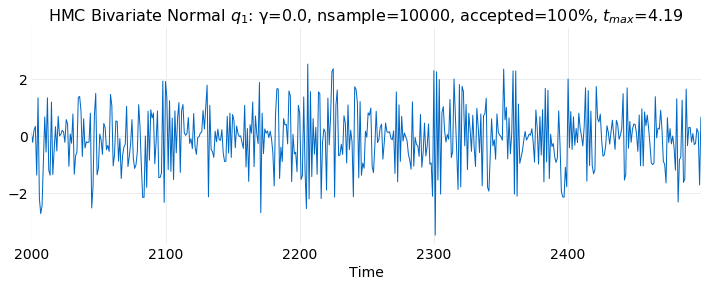 HMC Bivariate Normal q₁: γ=0.0, nsample=10000, accepted=100%, tₘₐₓ=4.19
2
0
−2
2000 2100 2200 2300 2400
Time